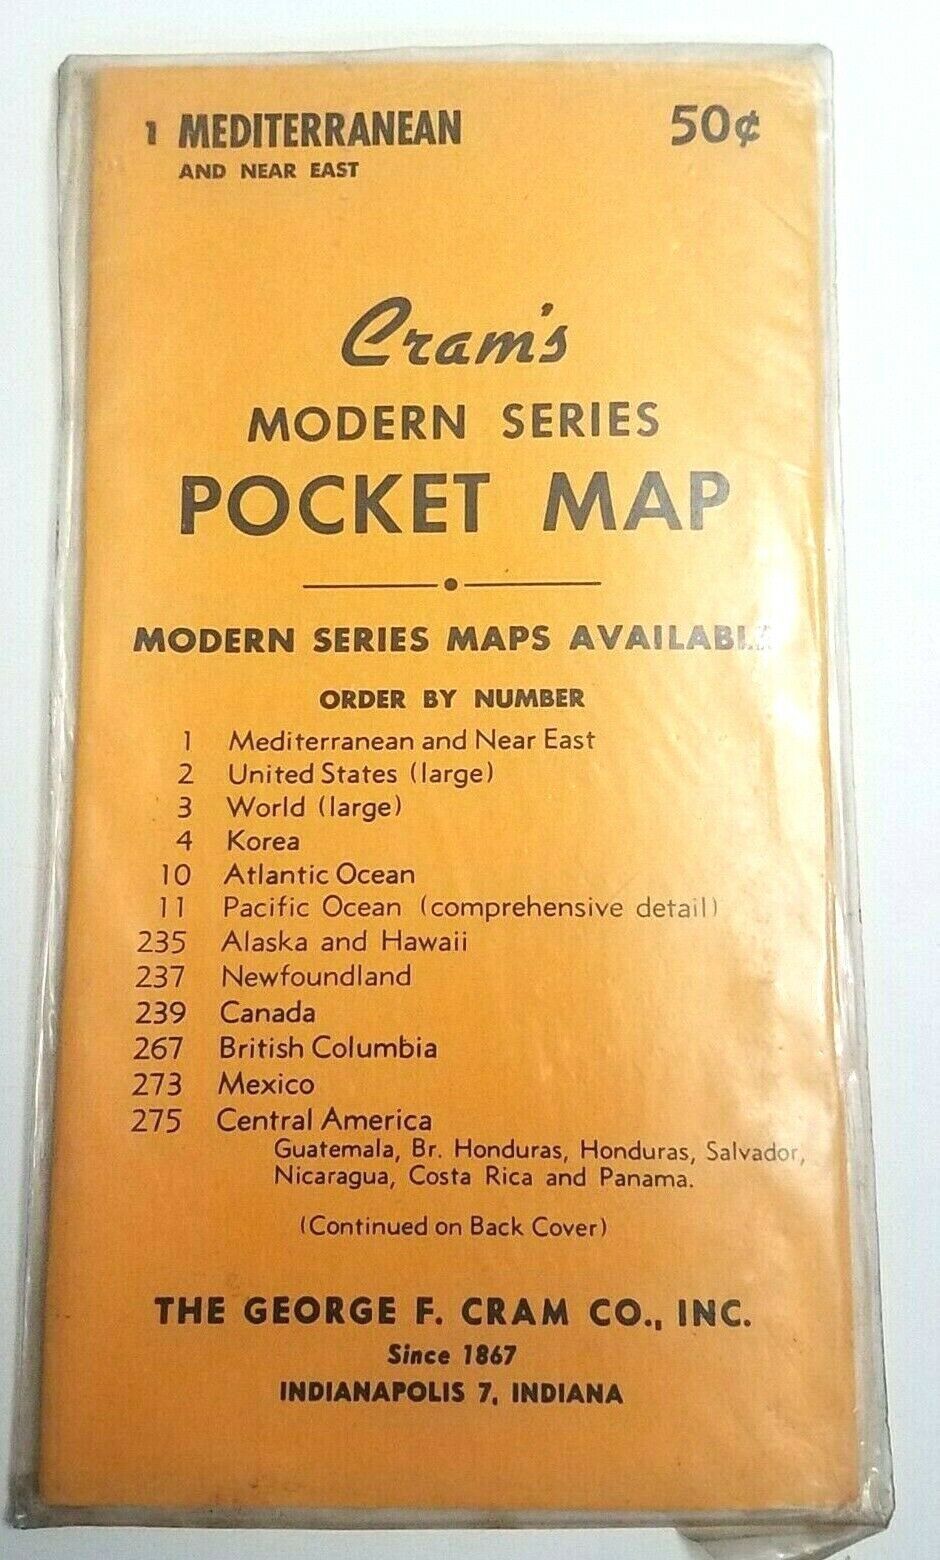 1 MEDITERRANEAN 50¢
AND NEAR EAST
Cram's
MODERN SERIES
POCKET MAP
MODERN SERIES MAPS AVAILABLE
ORDER BY NUMBER
1 Mediterranean and Near East
2 United States (large)
3 World (large)
4 Korea
10 Atlantic Ocean
11 Pacific Ocean (comprehensive detail)
235 Alaska and Hawaii
237 Newfoundland
239 Canada
267 British Columbia
273 Mexico
275 Central America
Guatemala, Br. Honduras, Honduras, Salvador,
Nicaragua, Costa Rica and Panama.
(Continued on Back Cover)
THE GEORGE F. CRAM CO., INC.
Since 1867
INDIANAPOLIS 7, INDIANA